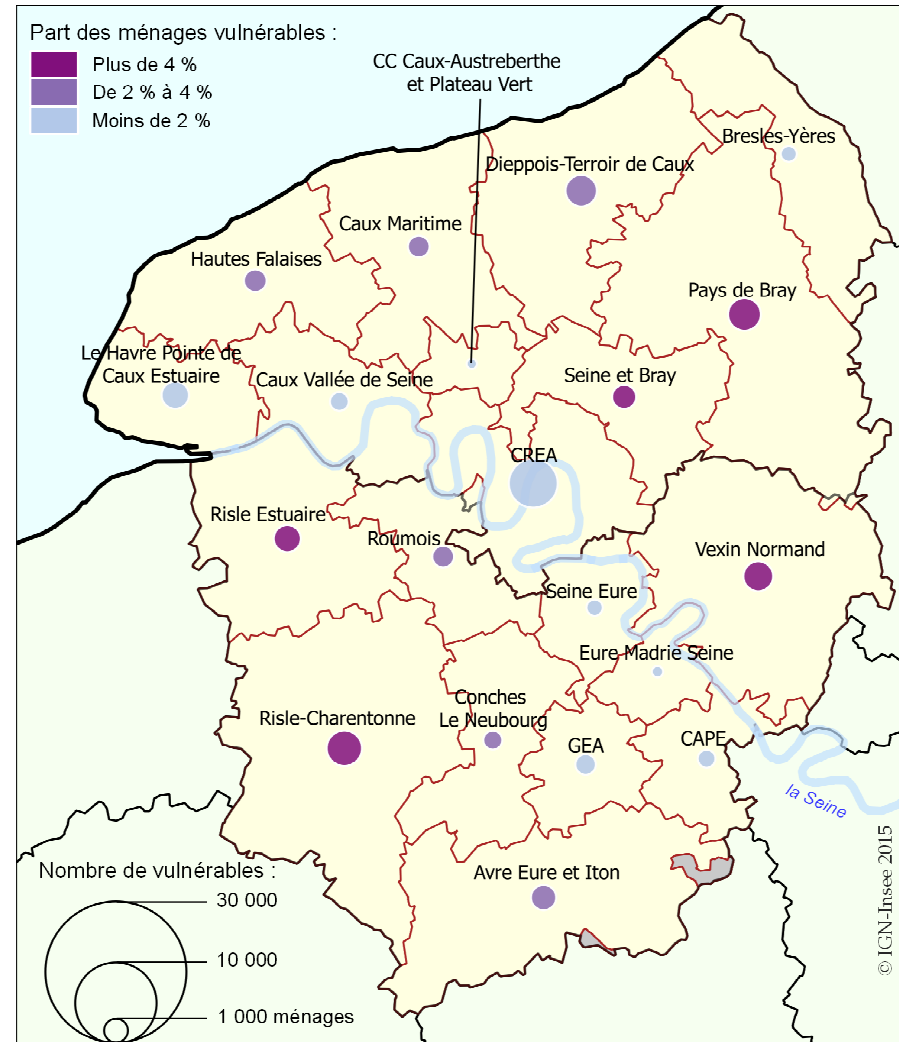 Part des ménages vulnérables :
Plus de 4 %
De 2 % à 4 %
Moins de 2 %
CC Caux-Austreberthe
et Plateau Vert
Bresles-Yères
Dieppois-Terroir de Caux
Caux Maritime
Hautes Falaises
Pays de Bray
Le Havre Pointe de
Caux Estuaire
Caux Vallée de Seine
Seine et Bray
CREA
Risle Estuaire
Roumois
Vexin Normand
Seine Eure
Eure Madrie Seine
Conches
Le Neubourg
Risle-Charentonne
GEA
CAPE
la Seine
Avre Eure et Iton
Nombre de vulnérables :
30 000
10 000
1 000 ménages
© IGN-Insee 2015